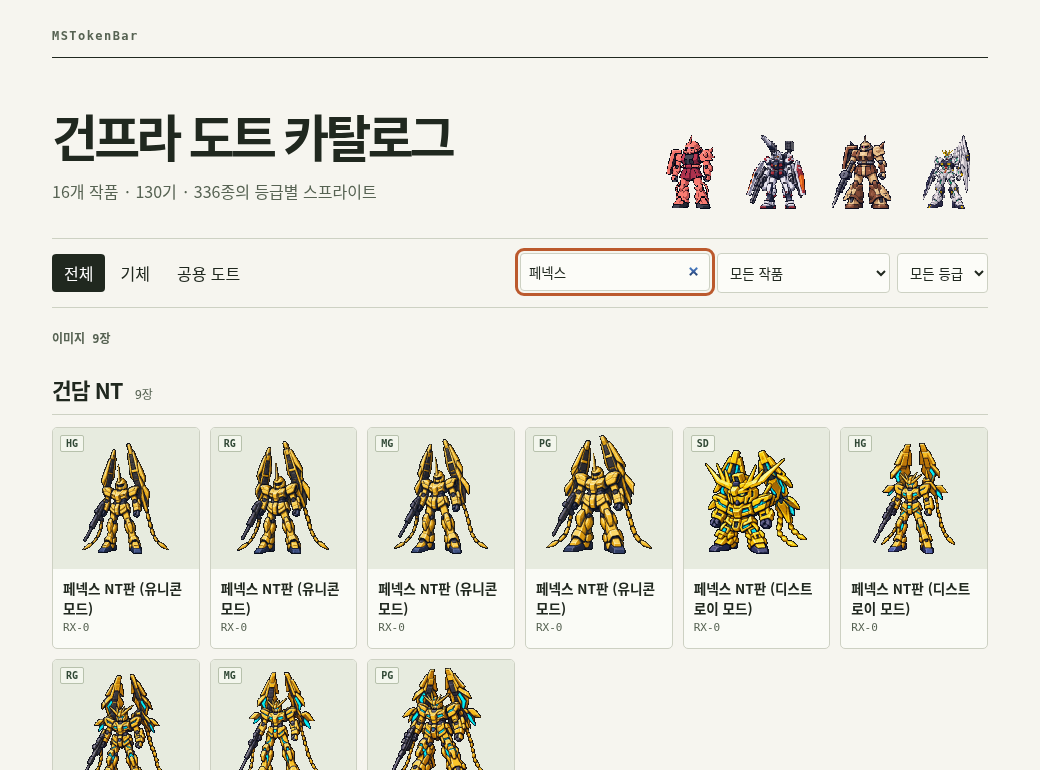 MSTokenBar
건프라 도트 카탈로그
16개 작품 · 130기 · 336종의 등급별 스프라이트
전체
기체
공용 도트
페넥스
×
모든 작품
모든 등급
이미지 9장
건담 NT
9장
HG
페넥스 NT판 (유니콘
모드)
RX-0
RG
페넥스 NT판 (유니콘
모드)
RX-0
MG
페넥스 NT판 (유니콘
모드)
RX-0
PG
페넥스 NT판 (유니콘
모드)
RX-0
SD
페넥스 NT판 (디스트
로이 모드)
RX-0
HG
페넥스 NT판 (디스트
로이 모드)
RX-0
RG
MG
PG